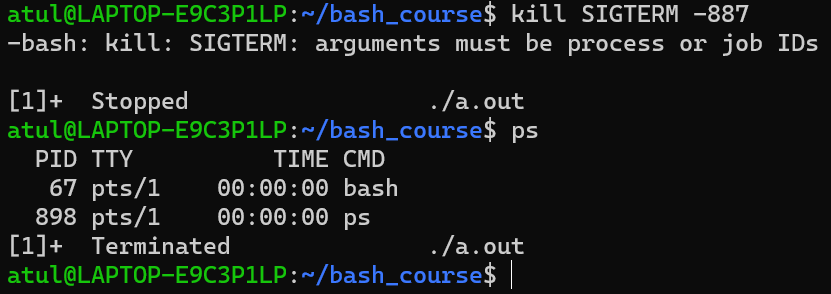 atul@LAPTOP-E9C3P1LP:~/bash_course$ kill SIGTERM -887
-bash: kill: SIGTERM: arguments must be process or job IDs
[1]+  Stopped                 ./a.out
atul@LAPTOP-E9C3P1LP:~/bash_course$ ps
  PID TTY          TIME CMD
   67 pts/1    00:00:00 bash
  898 pts/1    00:00:00 ps
[1]+  Terminated              ./a.out
atul@LAPTOP-E9C3P1LP:~/bash_course$